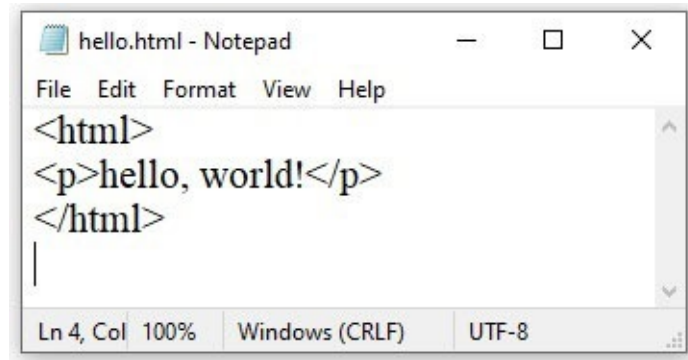 hello.html - Notepad
File Edit Format View Help
<html>
<p>hello, world!</p>
</html>
Ln 4, Col 100% Windows (CRLF) UTF-8